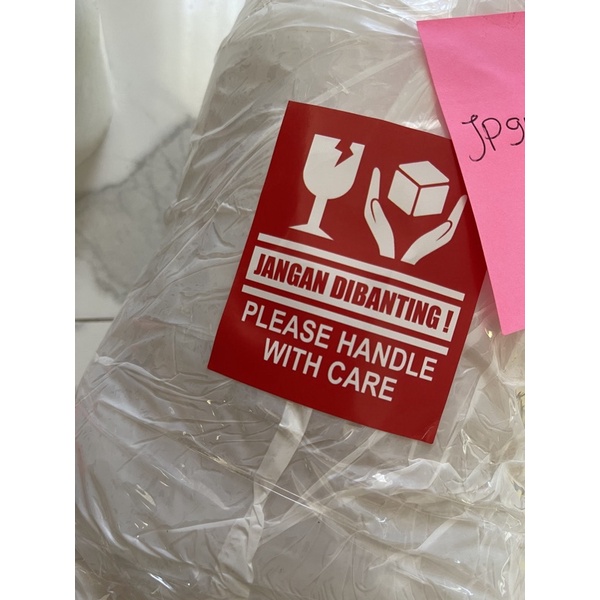 JANGAN DIBANTING !
PLEASE HANDLE
WITH CARE